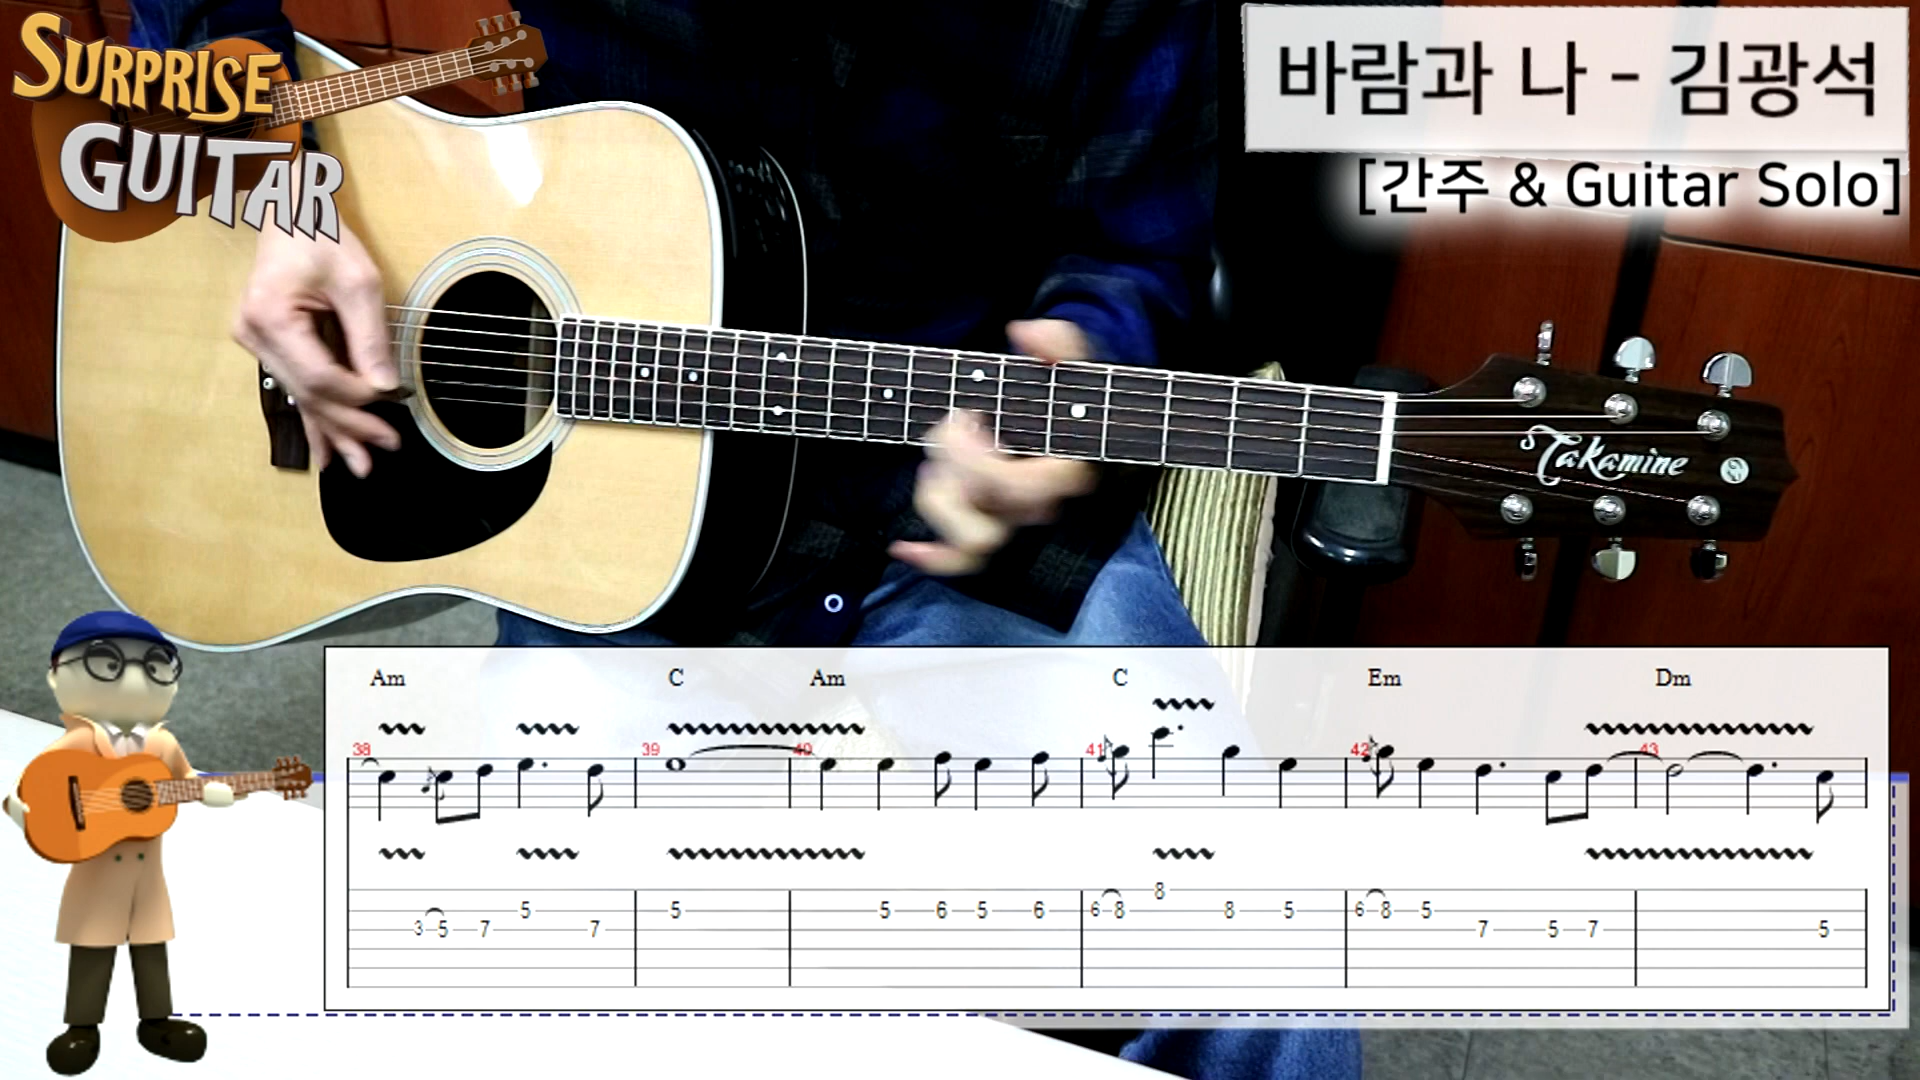 SURPRISE
GUITAR
바람과 나 - 김광석
[간주 & Guitar Solo]
Takamine
Am C Am C Em Dm
38 39 40 41 42 43
8 8
5 5 5 6 5 6 6 8 8 5 6 8 5
3 5 7 7 7 5 7 5